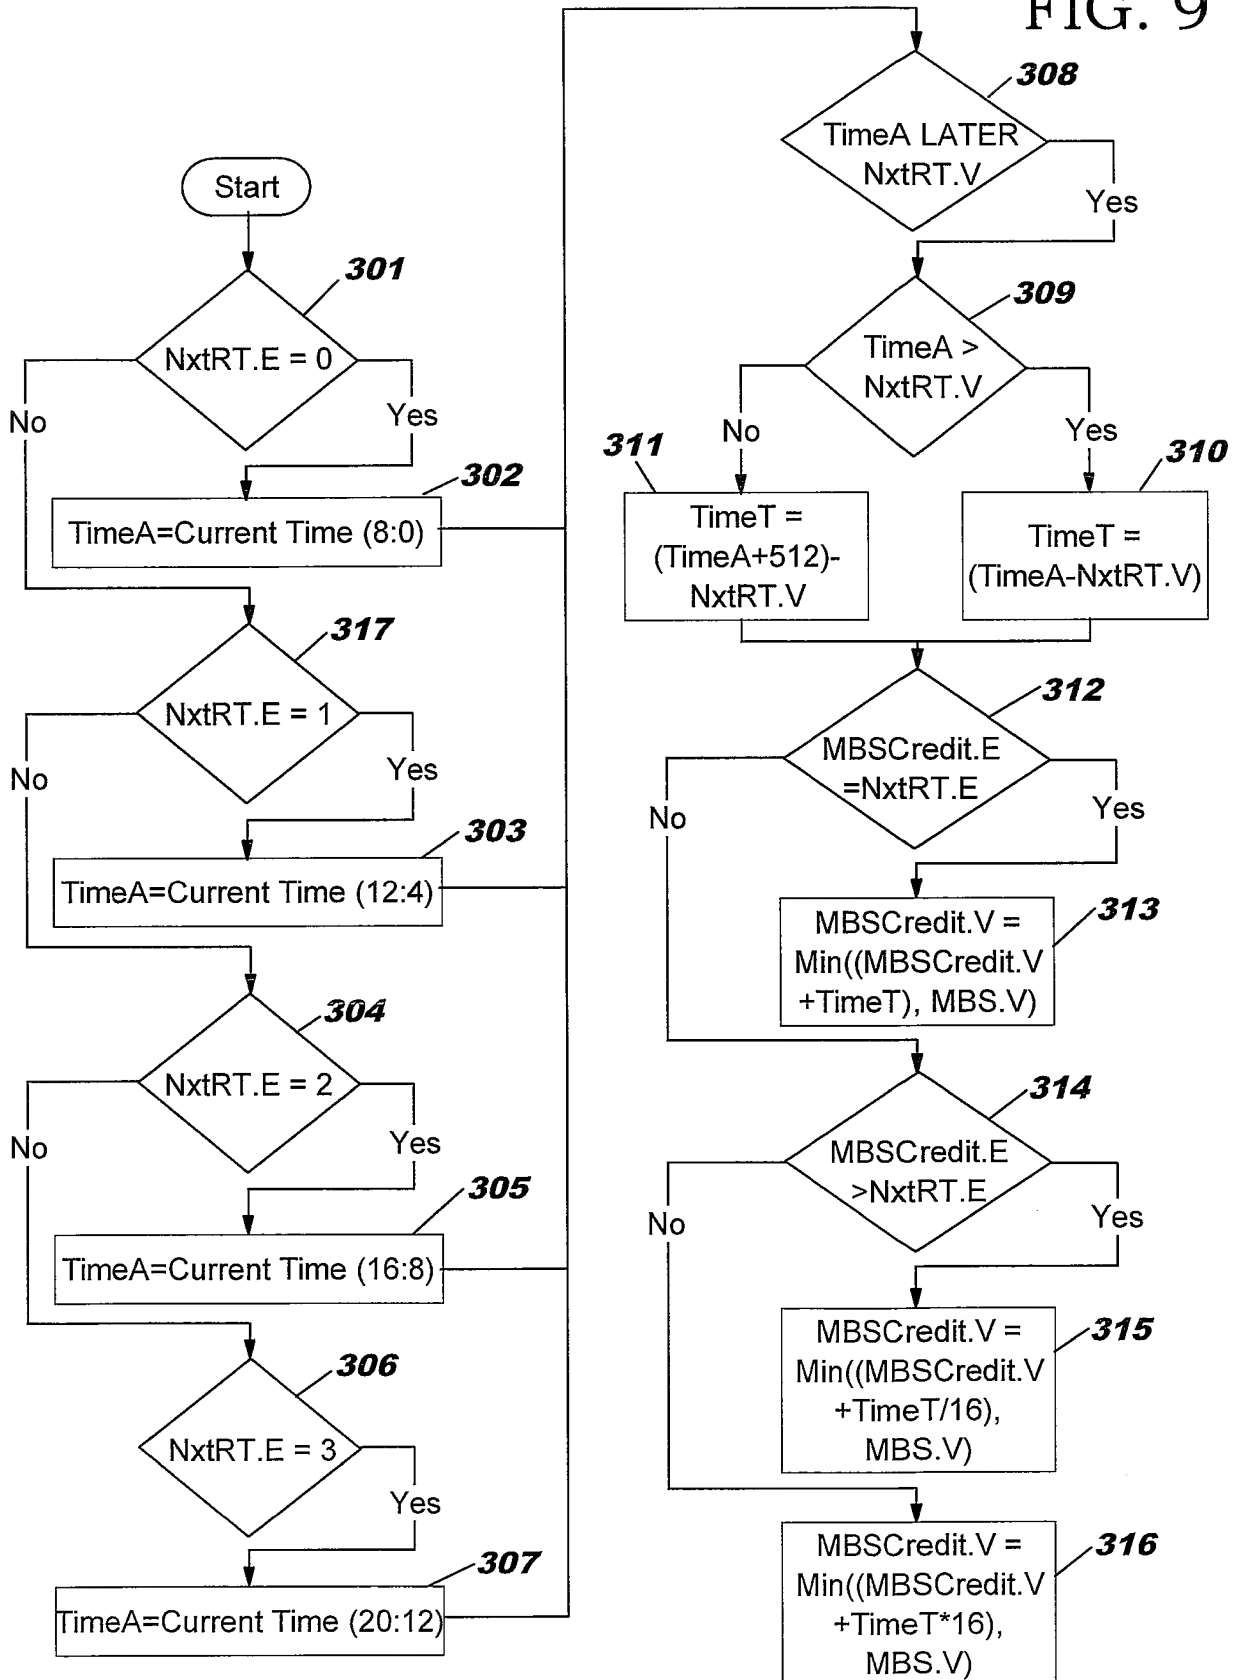 FIG. 9
Start
301
NxtRT.E = 0
No
Yes
302
TimeA=Current Time (8:0)
317
NxtRT.E = 1
No
Yes
303
TimeA=Current Time (12:4)
304
NxtRT.E = 2
No
Yes
305
TimeA=Current Time (16:8)
306
NxtRT.E = 3
Yes
307
TimeA=Current Time (20:12)
308
TimeA LATER
NxtRT.V
Yes
309
TimeA >
NxtRT.V
No
Yes
311
TimeT =
(TimeA+512)-
NxtRT.V
310
TimeT =
(TimeA-NxtRT.V)
312
MBSCredit.E
=NxtRT.E
No
Yes
313
MBSCredit.V =
Min((MBSCredit.V
+TimeT), MBS.V)
314
MBSCredit.E
>NxtRT.E
No
Yes
315
MBSCredit.V =
Min((MBSCredit.V
+TimeT/16),
MBS.V)
316
MBSCredit.V =
Min((MBSCredit.V
+TimeT*16),
MBS.V)